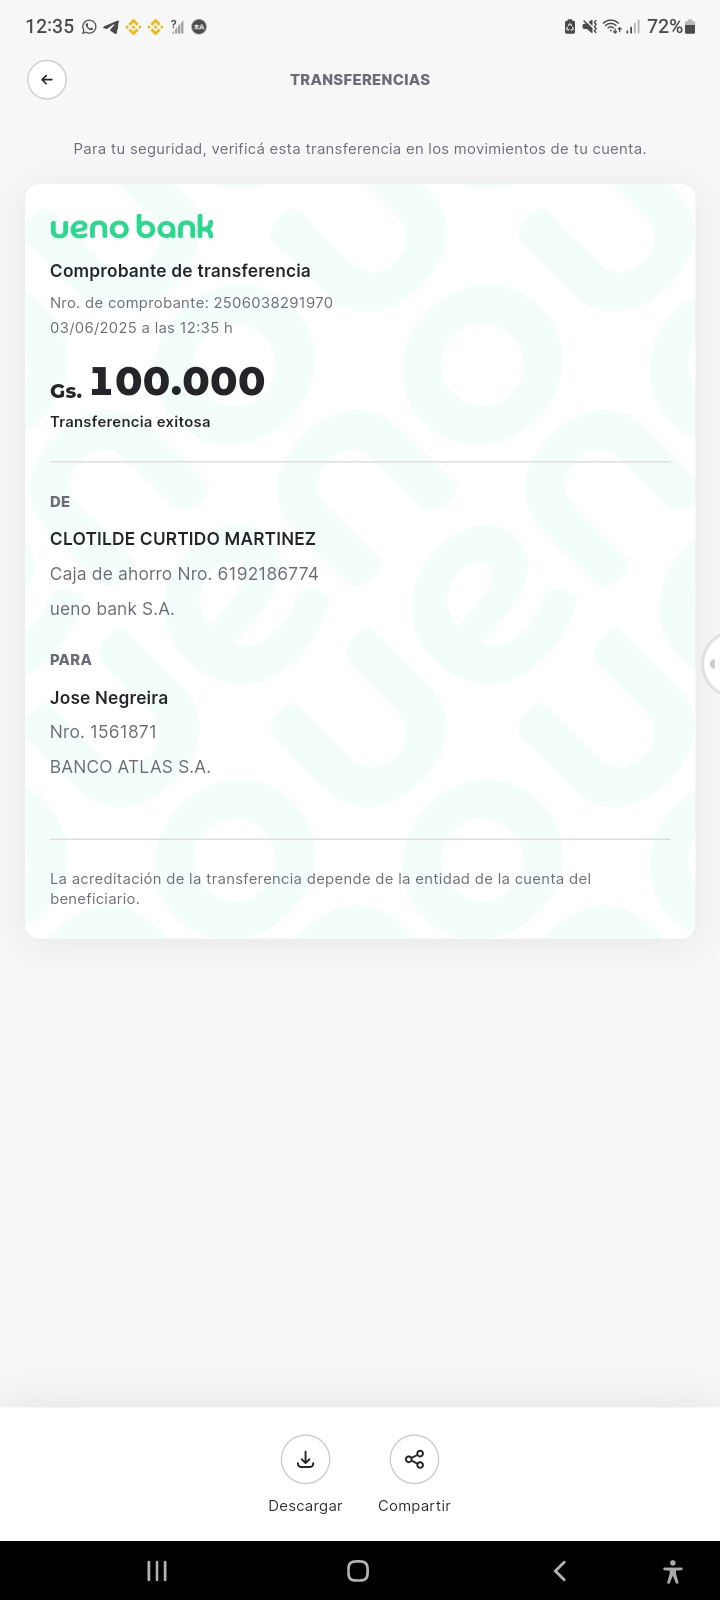 12:35
72%
TRANSFERENCIAS
Para tu seguridad, verificá esta transferencia en los movimientos de tu cuenta.
ueno bank
Comprobante de transferencia
Nro. de comprobante: 2506038291970
03/06/2025 a las 12:35 h
Gs. 100.000
Transferencia exitosa
DE
CLOTILDE CURTIDO MARTINEZ
Caja de ahorro Nro. 6192186774
ueno bank S.A.
PARA
Jose Negreira
Nro. 1561871
BANCO ATLAS S.A.
La acreditación de la transferencia depende de la entidad de la cuenta del
beneficiario.
Descargar
Compartir